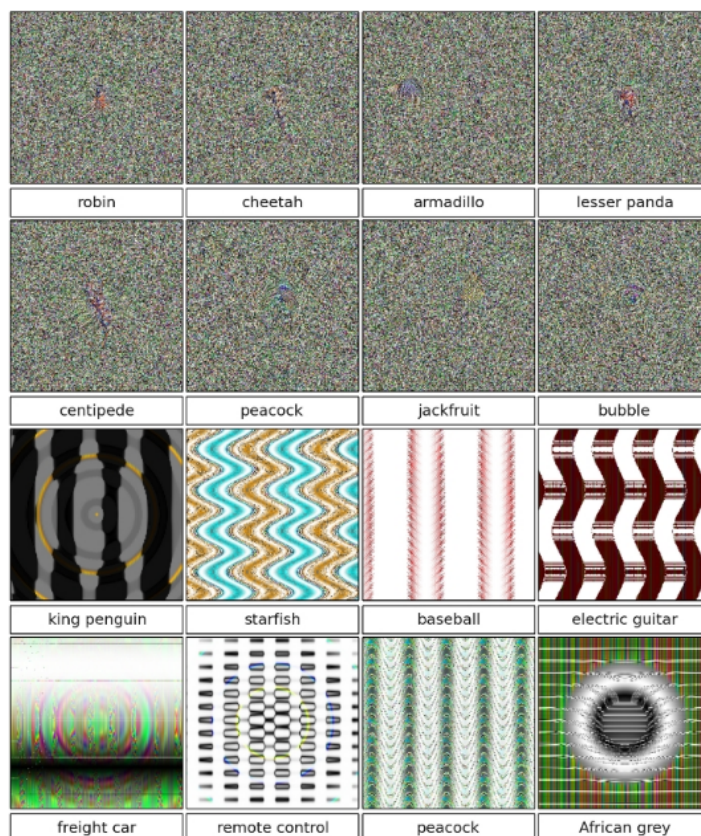 robin cheetah armadillo lesser panda
centipede peacock jackfruit bubble
king penguin starfish baseball electric guitar
freight car remote control peacock African grey